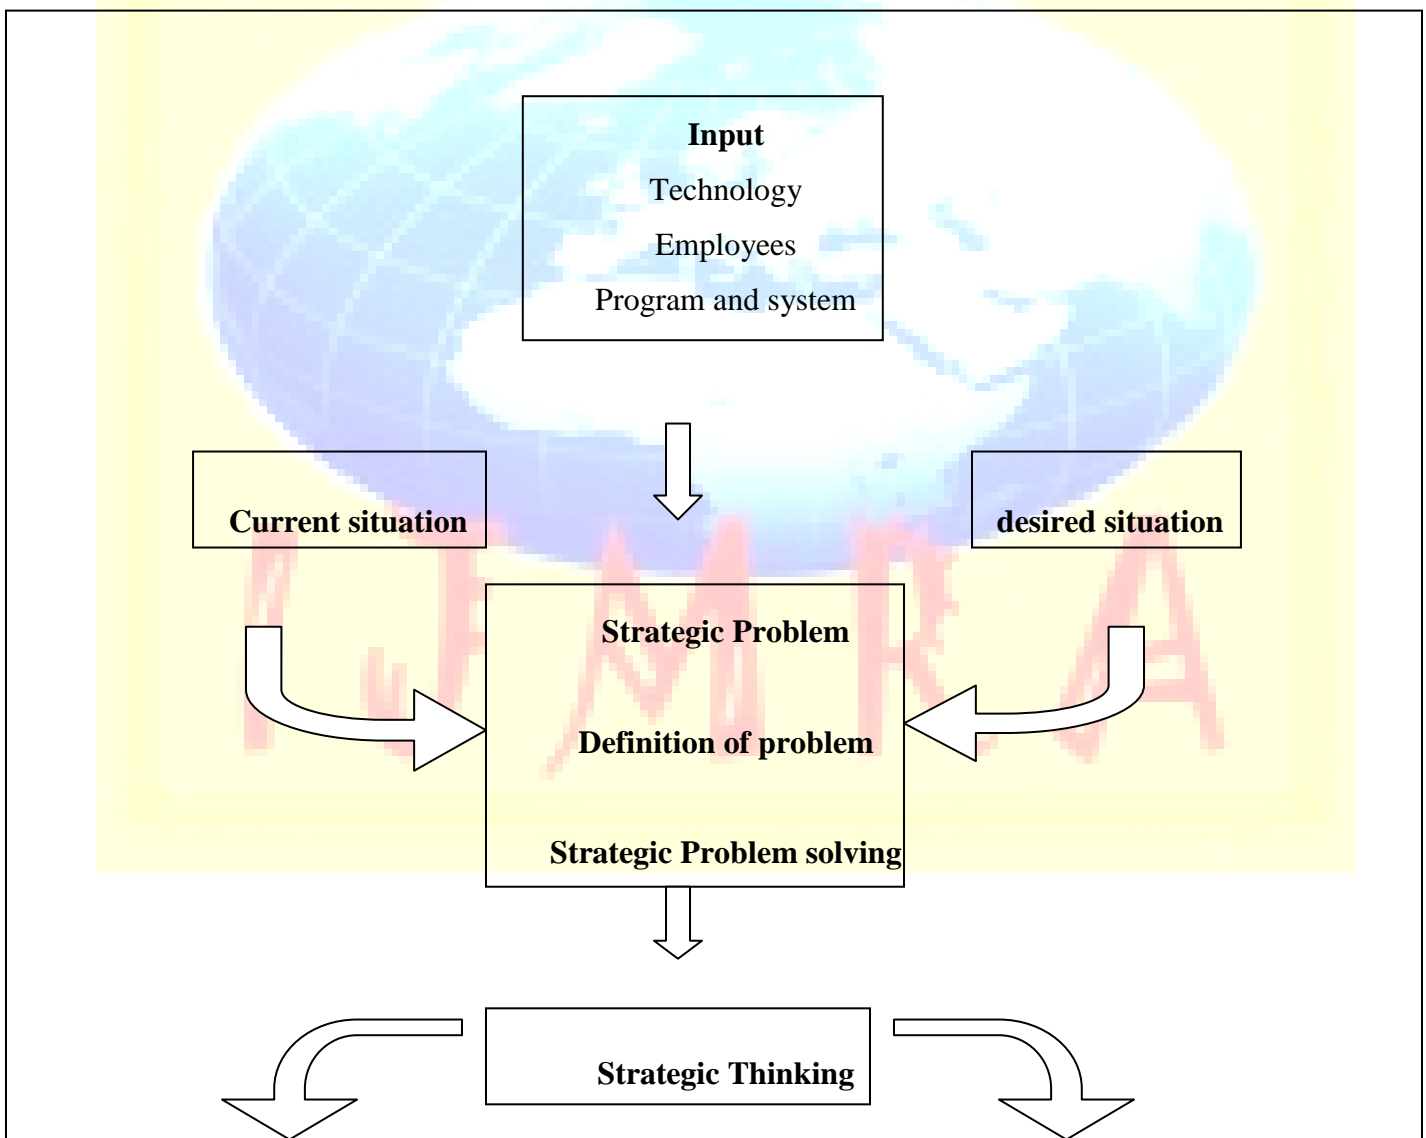 Input
Technology
Employees
Program and system
Current situation
desired situation
Strategic Problem
Definition of problem
Strategic Problem solving
Strategic Thinking
IJMRA